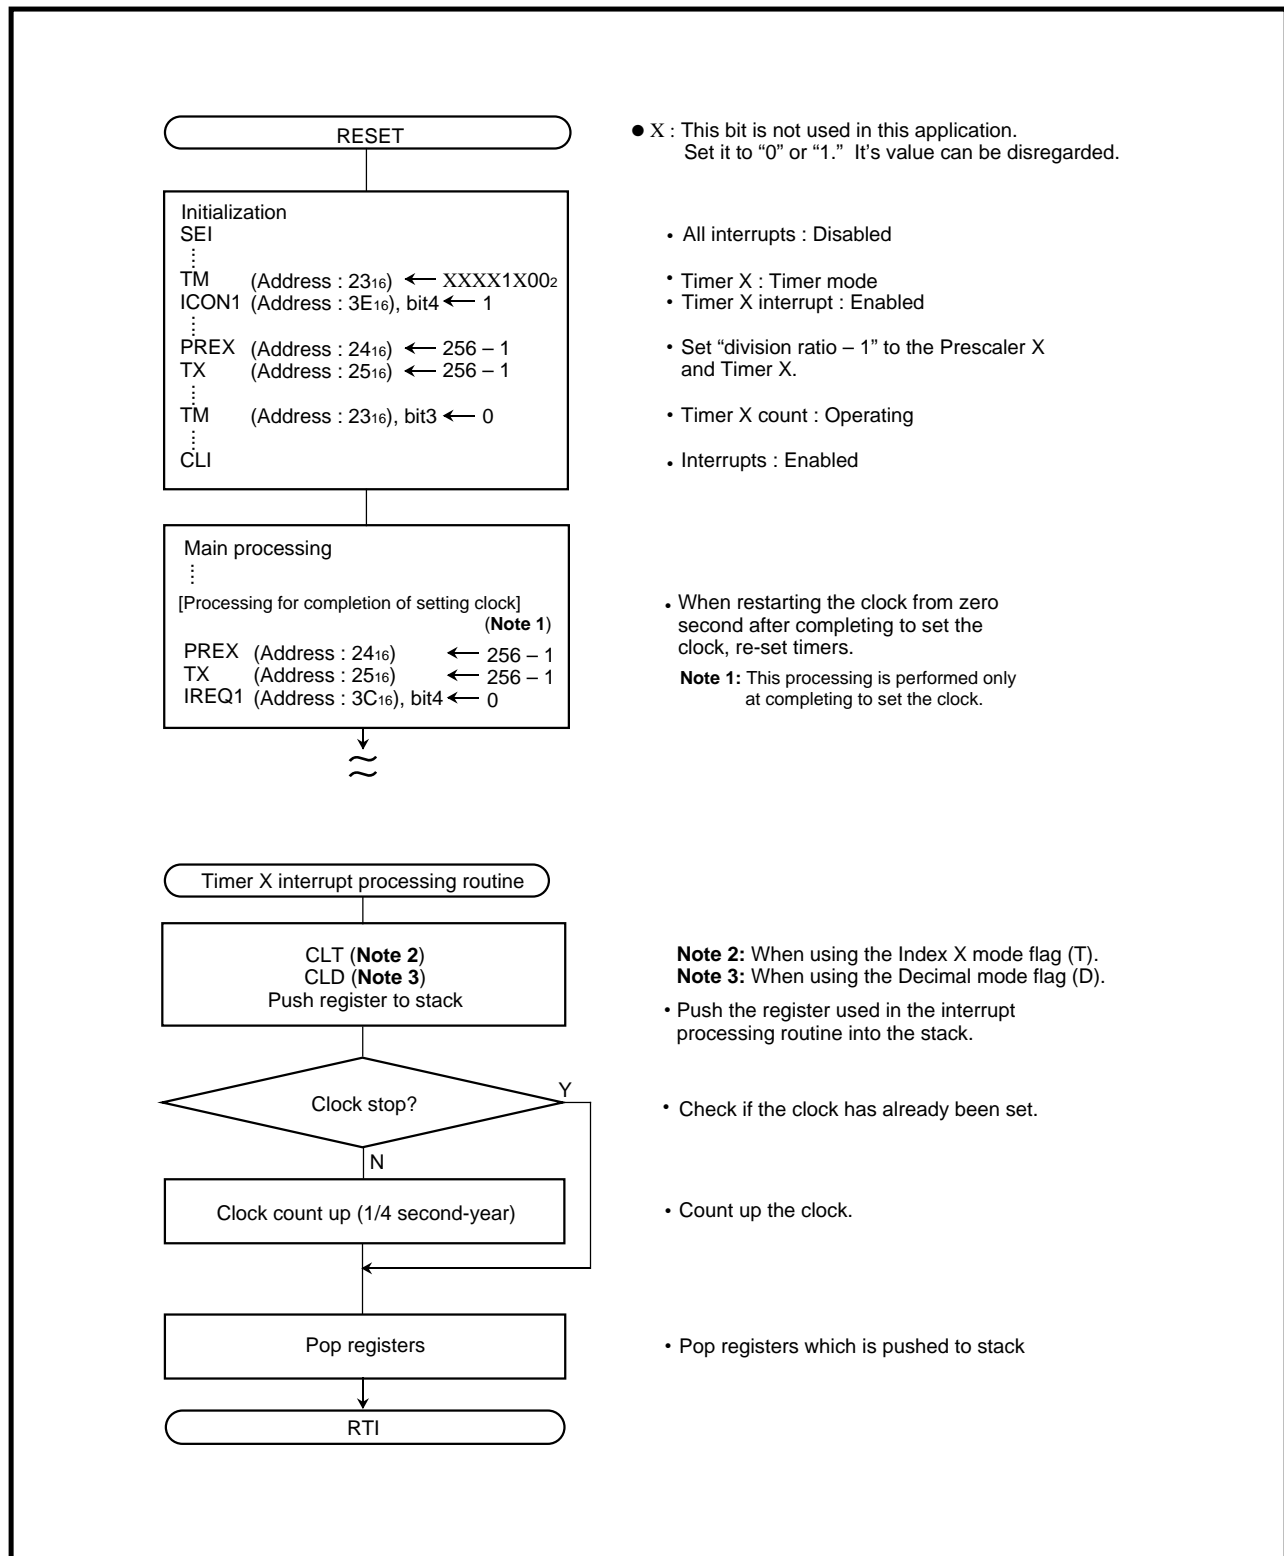 RESET
● X : This bit is not used in this application.
Set it to “0” or “1.” It’s value can be disregarded.
Initialization
SEI
• All interrupts : Disabled
TM (Address : 23₁₆) ← XXXX1X00₂
• Timer X : Timer mode
ICON1 (Address : 3E₁₆), bit4 ← 1
• Timer X interrupt : Enabled
PREX (Address : 24₁₆) ← 256 – 1
• Set “division ratio – 1” to the Prescaler X
TX (Address : 25₁₆) ← 256 – 1
and Timer X.
TM (Address : 23₁₆), bit3 ← 0
• Timer X count : Operating
CLI
• Interrupts : Enabled
Main processing
[Processing for completion of setting clock]
(Note 1)
• When restarting the clock from zero
second after completing to set the
clock, re-set timers.
PREX (Address : 24₁₆) ← 256 – 1
TX (Address : 25₁₆) ← 256 – 1
IREQ1 (Address : 3C₁₆), bit4 ← 0
Note 1: This processing is performed only
at completing to set the clock.
Timer X interrupt processing routine
CLT (Note 2)
CLD (Note 3)
Push register to stack
Note 2: When using the Index X mode flag (T).
Note 3: When using the Decimal mode flag (D).
• Push the register used in the interrupt
processing routine into the stack.
Clock stop?
Y
• Check if the clock has already been set.
N
Clock count up (1/4 second-year)
• Count up the clock.
Pop registers
• Pop registers which is pushed to stack
RTI